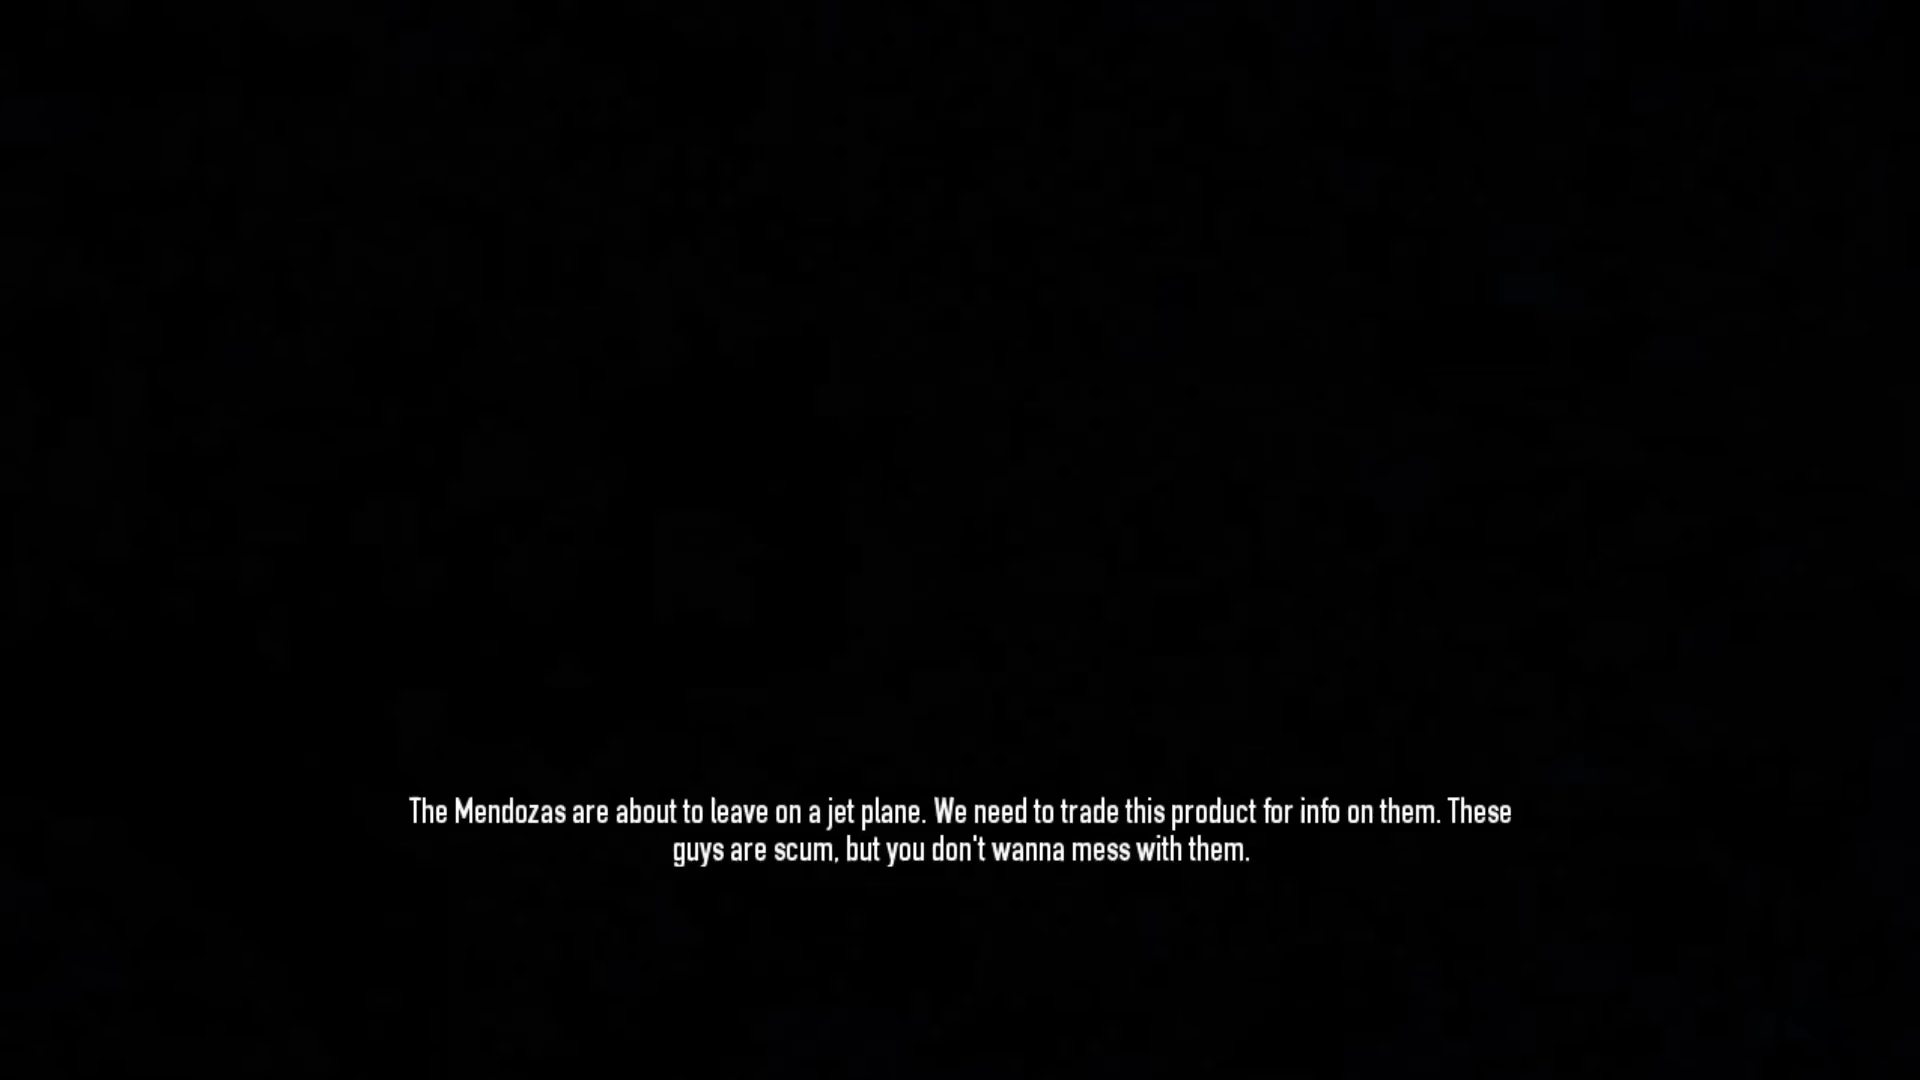 The Mendozas are about to leave on a jet plane. We need to trade this product for info on them. These
guys are scum, but you don't wanna mess with them.